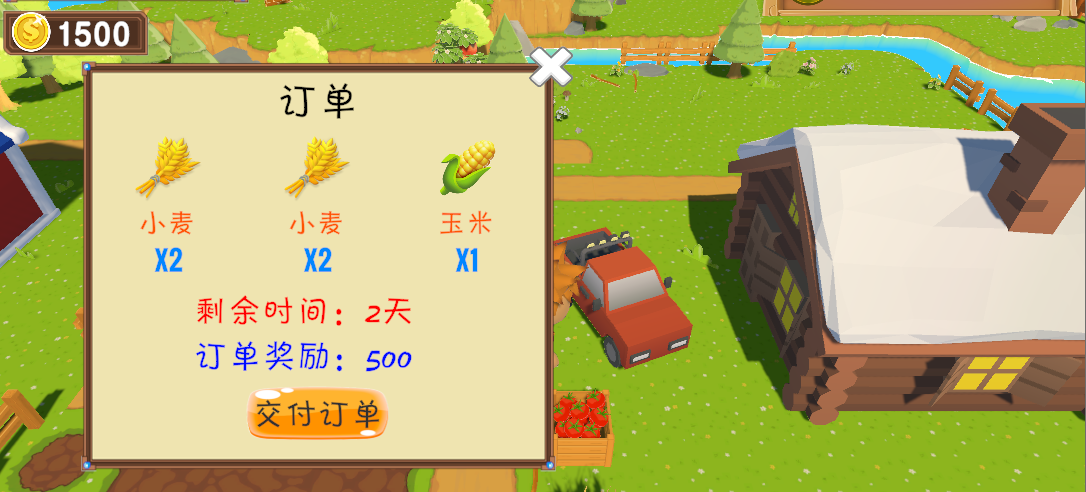 1500
订单
小麦 小麦 玉米
X2 X2 X1
剩余时间：2天
订单奖励：500
交付订单